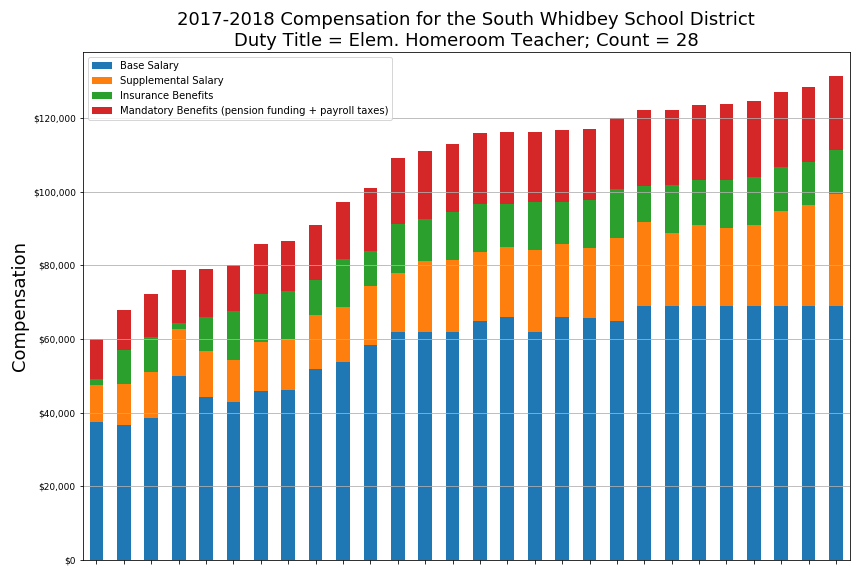 2017-2018 Compensation for the South Whidbey School District
Duty Title = Elem. Homeroom Teacher; Count = 28
Base Salary
Supplemental Salary
Insurance Benefits
Mandatory Benefits (pension funding + payroll taxes)
$120,000
$100,000
$80,000
$60,000
$40,000
$20,000
$0
Compensation